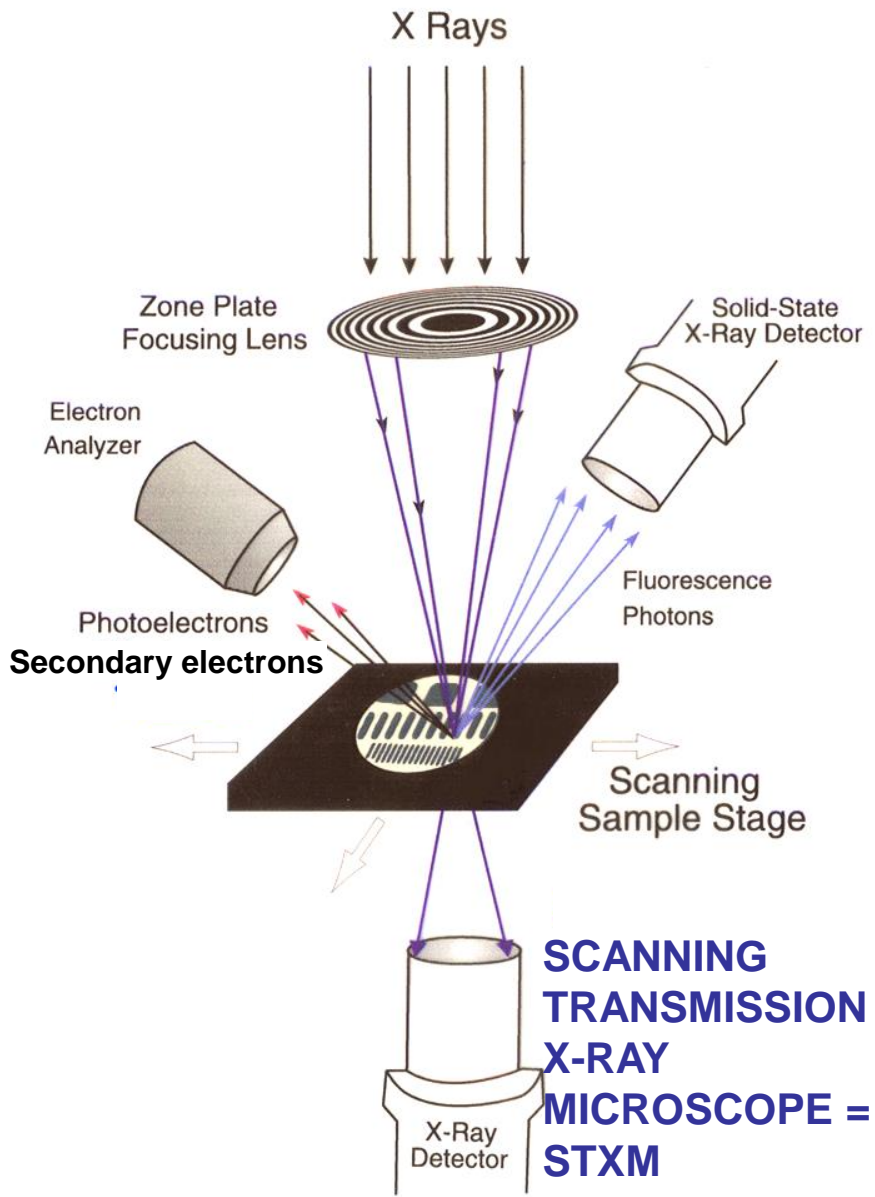 X Rays
Zone Plate
Focusing Lens
Solid-State
X-Ray Detector
Electron
Analyzer
Fluorescence
Photons
Photoelectrons
Secondary electrons
Scanning
Sample Stage
SCANNING
TRANSMISSION
X-RAY
MICROSCOPE =
STXM
X-Ray
Detector